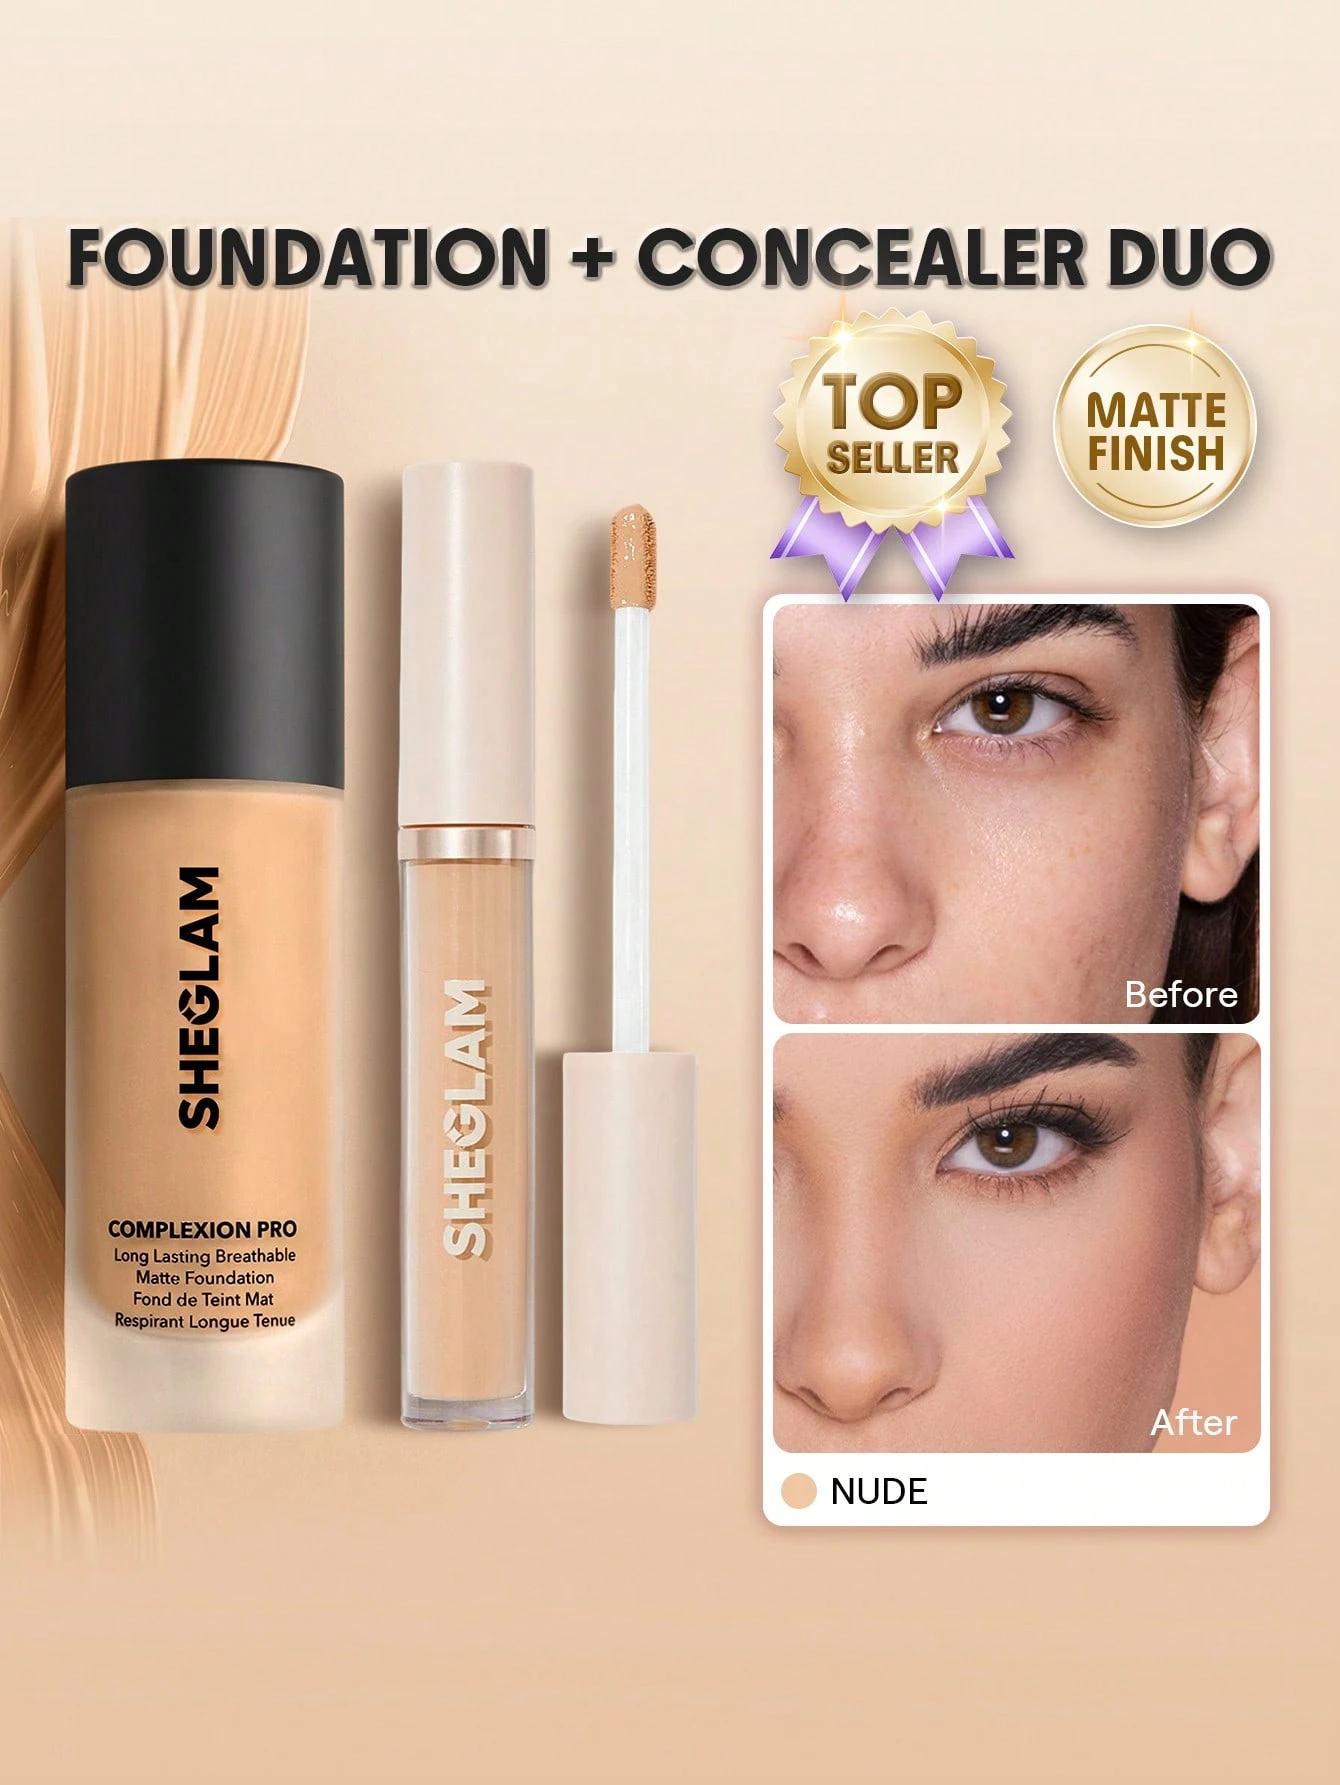 FOUNDATION + CONCEALER DUO
TOP
SELLER
MATTE
FINISH
SHEGLAM
COMPLEXION PRO
Long Lasting Breathable
Matte Foundation
Fond de Teint Mat
Respirant Longue Tenue
SHEGLAM
Before
After
NUDE